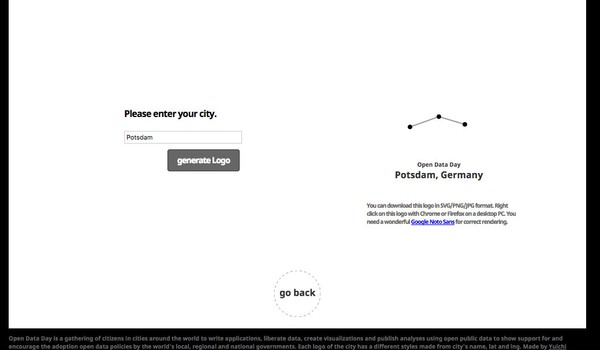 Please enter your city.
Potsdam
generate Logo
Open Data Day
Potsdam, Germany
You can download this logo in SVG/PNG/JPG format. Right
click on this logo with Chrome or Firefox on a desktop PC. You
need a wonderful Google Noto Sans for correct rendering.
go back
Open Data Day is a gathering of citizens in cities around the world to write applications, liberate data, create visualizations and publish analyses using open public data to show support for and
encourage the adoption open data policies by the world's local, regional and national governments. Each logo of the city has a different styles made from city's name, lat and lng. Made by Yuichi